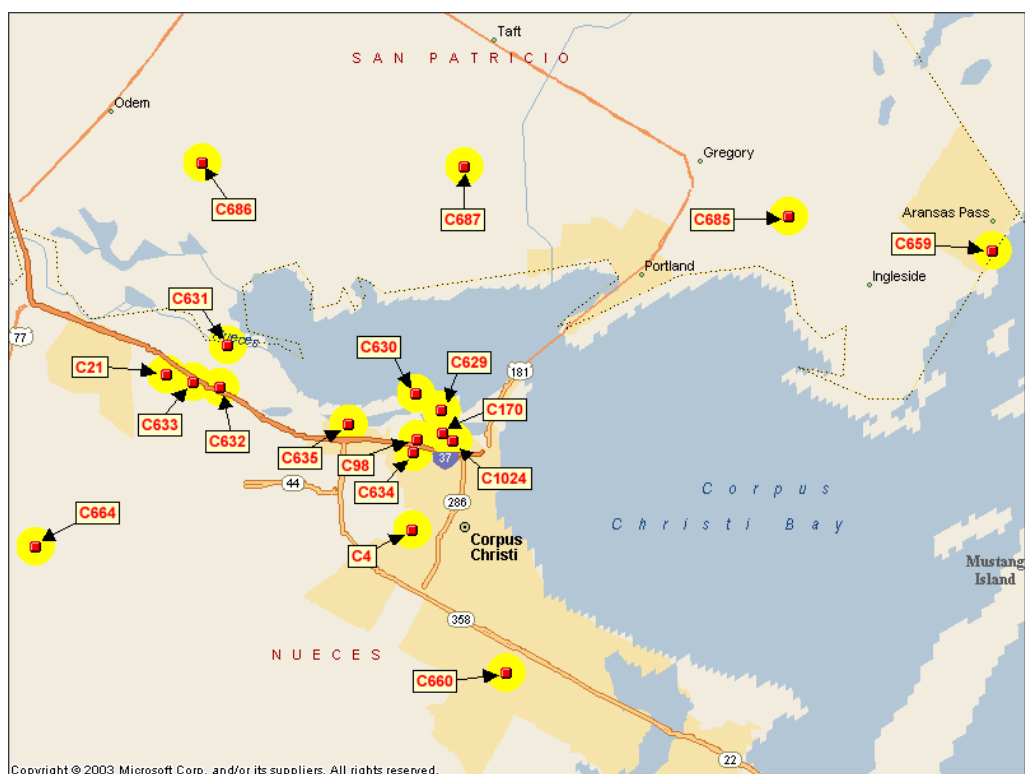 Taft
SAN PATRICIO
Odem
Gregory
C686
C687
C685
Aransas Pass
C659
Portland
Ingleside
C631
Nueces
77
C21
C630
C629
181
C170
C633
C632
C635
C98
37
C1024
C634
44
286
C664
Corpus
Christi Bay
C4
Corpus
Christi
Mustang
Island
358
NUECES
C660
22
Copyright © 2003 Microsoft Corp. and/or its suppliers. All rights reserved.